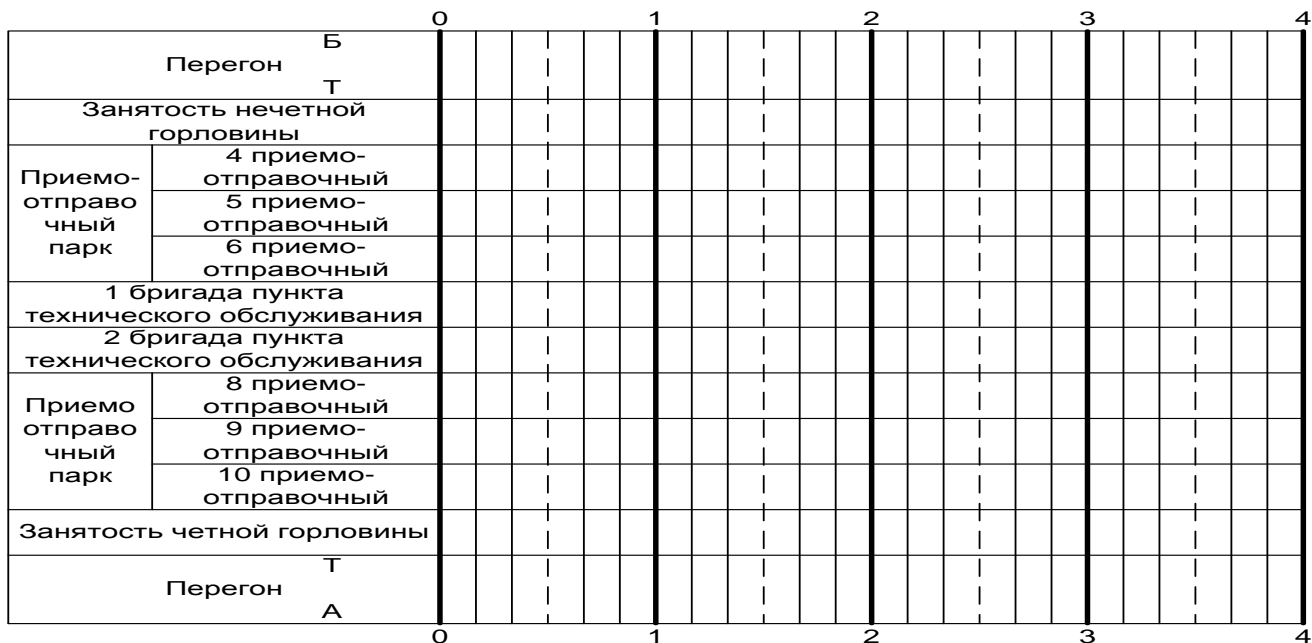 0 1 2 3 4
Б
Перегон
Т
Занятость нечетной
горловины
Приемо-
отправо
чный
парк
4 приемо-
отправочный
5 приемо-
отправочный
6 приемо-
отправочный
1 бригада пункта
технического обслуживания
2 бригада пункта
технического обслуживания
Приемо
отправо
чный
парк
8 приемо-
отправочный
9 приемо-
отправочный
10 приемо-
отправочный
Занятость четной горловины
Т
Перегон
А
0 1 2 3 4